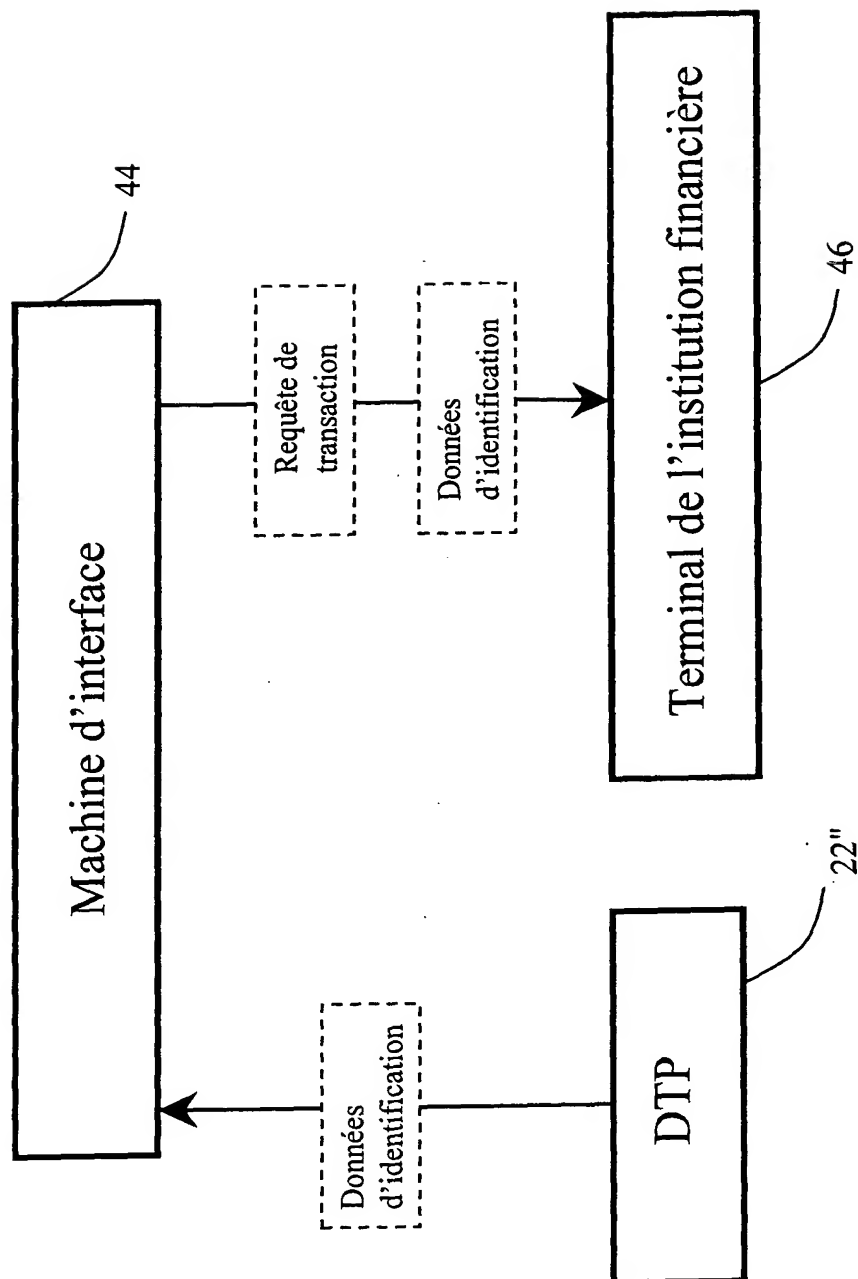 Machine d'interface
44
Données
d'identification
Requête de
transaction
Données
d'identification
DTP
22"
Terminal de l'institution financière
46